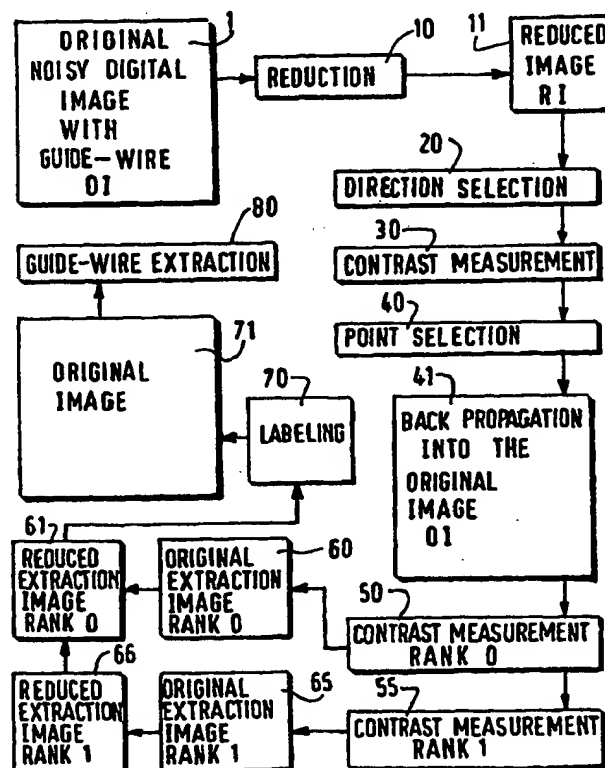 1
ORIGINAL
NOISY DIGITAL
IMAGE
WITH
GUIDE-WIRE
OI
10
REDUCTION
11
REDUCED
IMAGE
RI
20
DIRECTION SELECTION
30
CONTRAST MEASUREMENT
40
POINT SELECTION
41
BACK PROPAGATION
INTO THE
ORIGINAL
IMAGE
OI
50
CONTRAST MEASUREMENT
RANK 0
55
CONTRAST MEASUREMENT
RANK 1
60
ORIGINAL
EXTRACTION
IMAGE
RANK 0
65
ORIGINAL
EXTRACTION
IMAGE
RANK 1
61
REDUCED
EXTRACTION
IMAGE
RANK 0
66
REDUCED
EXTRACTION
IMAGE
RANK 1
70
LABELING
71
ORIGINAL
IMAGE
80
GUIDE-WIRE EXTRACTION